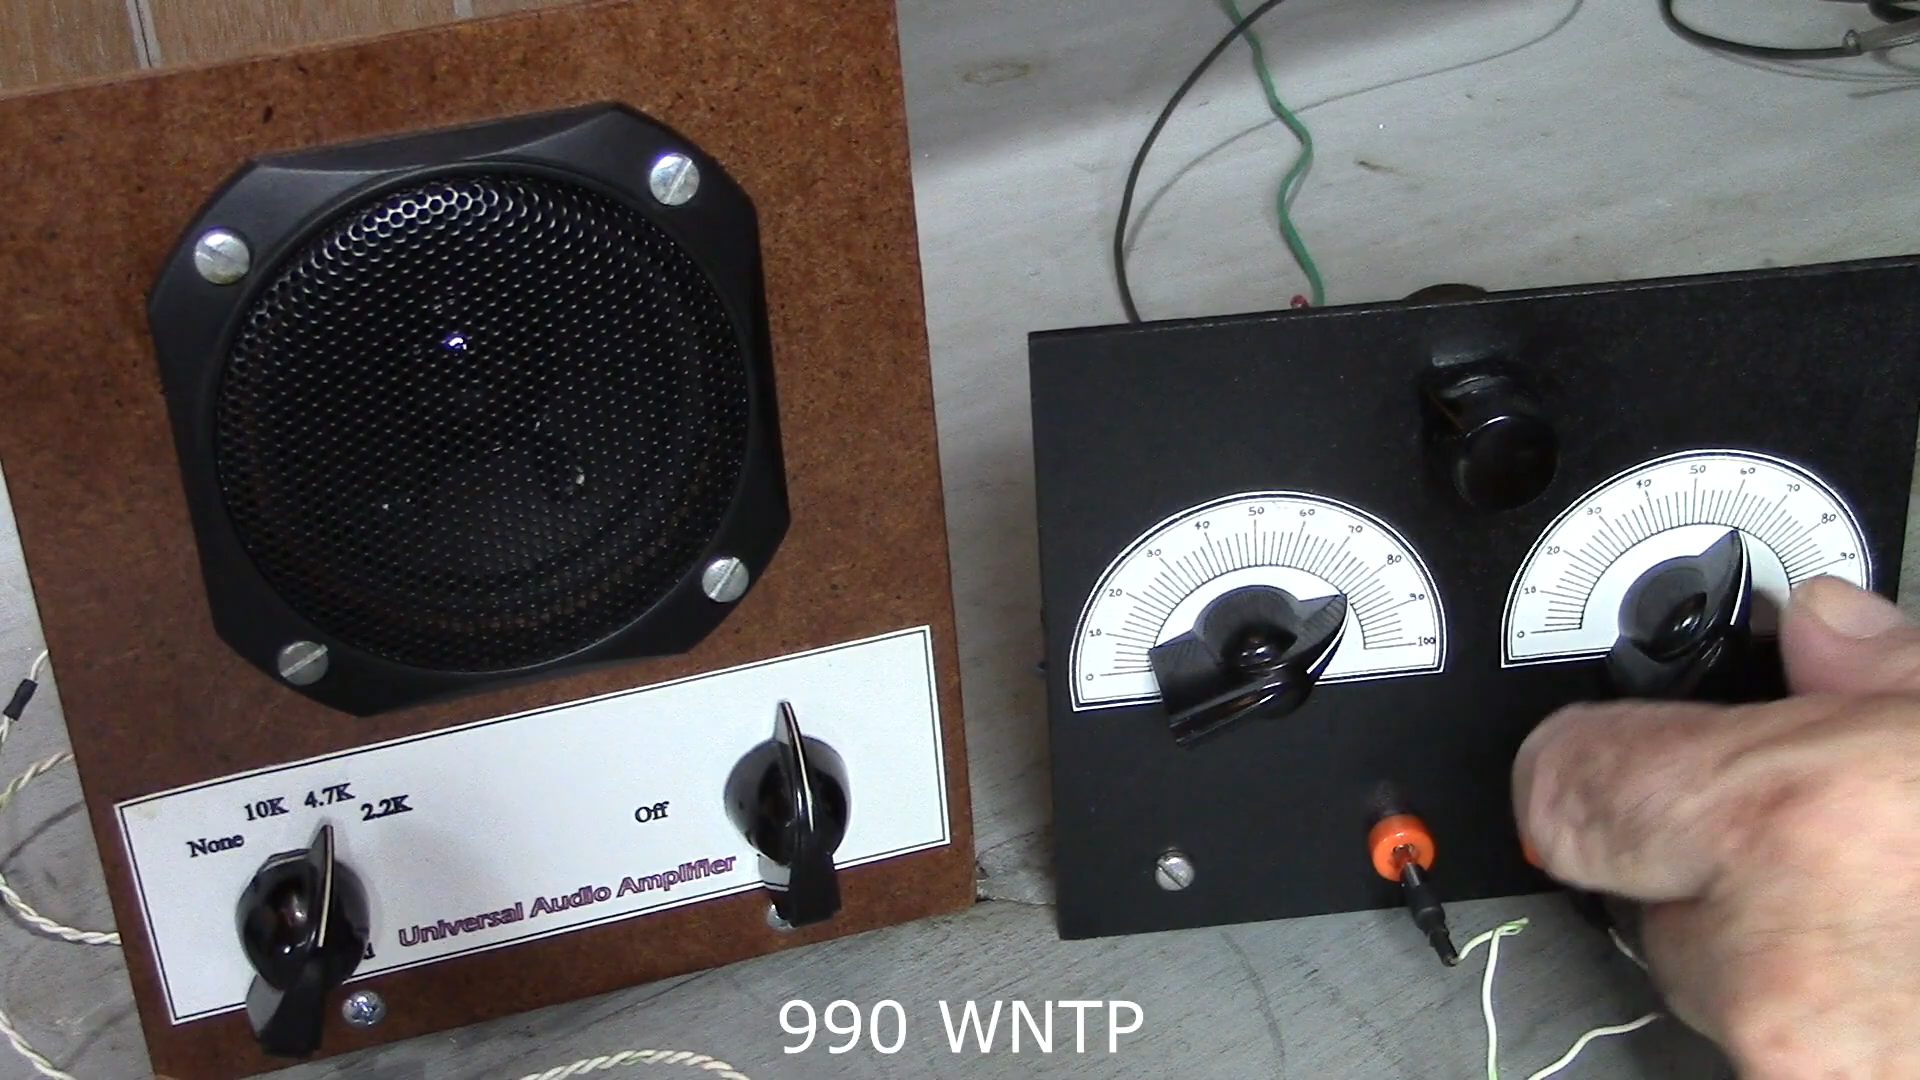 None 10K 4.7K 2.2K
Off
Universal Audio Amplifier
0 10 20 30 40 50 60 70 80 90 100
0 10 20 30 40 50 60 70 80 90
990 WNTP